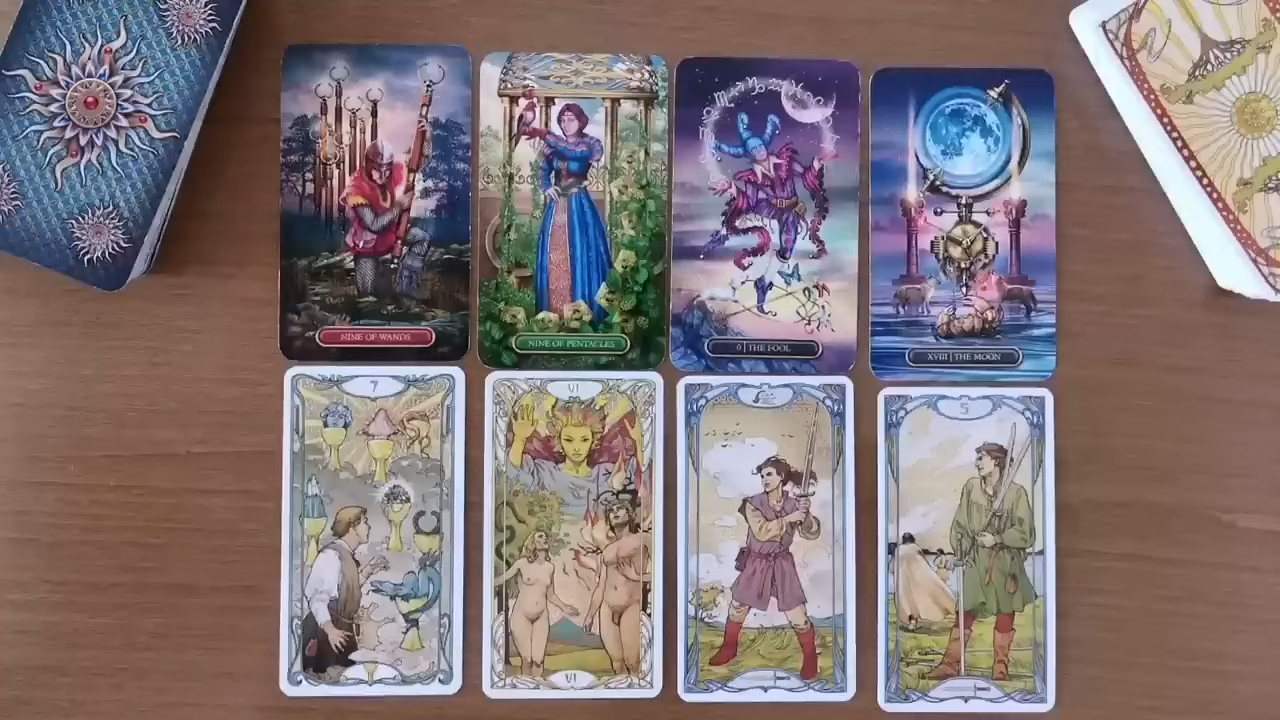 NINE OF WANDS
NINE OF PENTACLES
0 | THE FOOL
XVIII | THE MOON
7
VI
5
VI